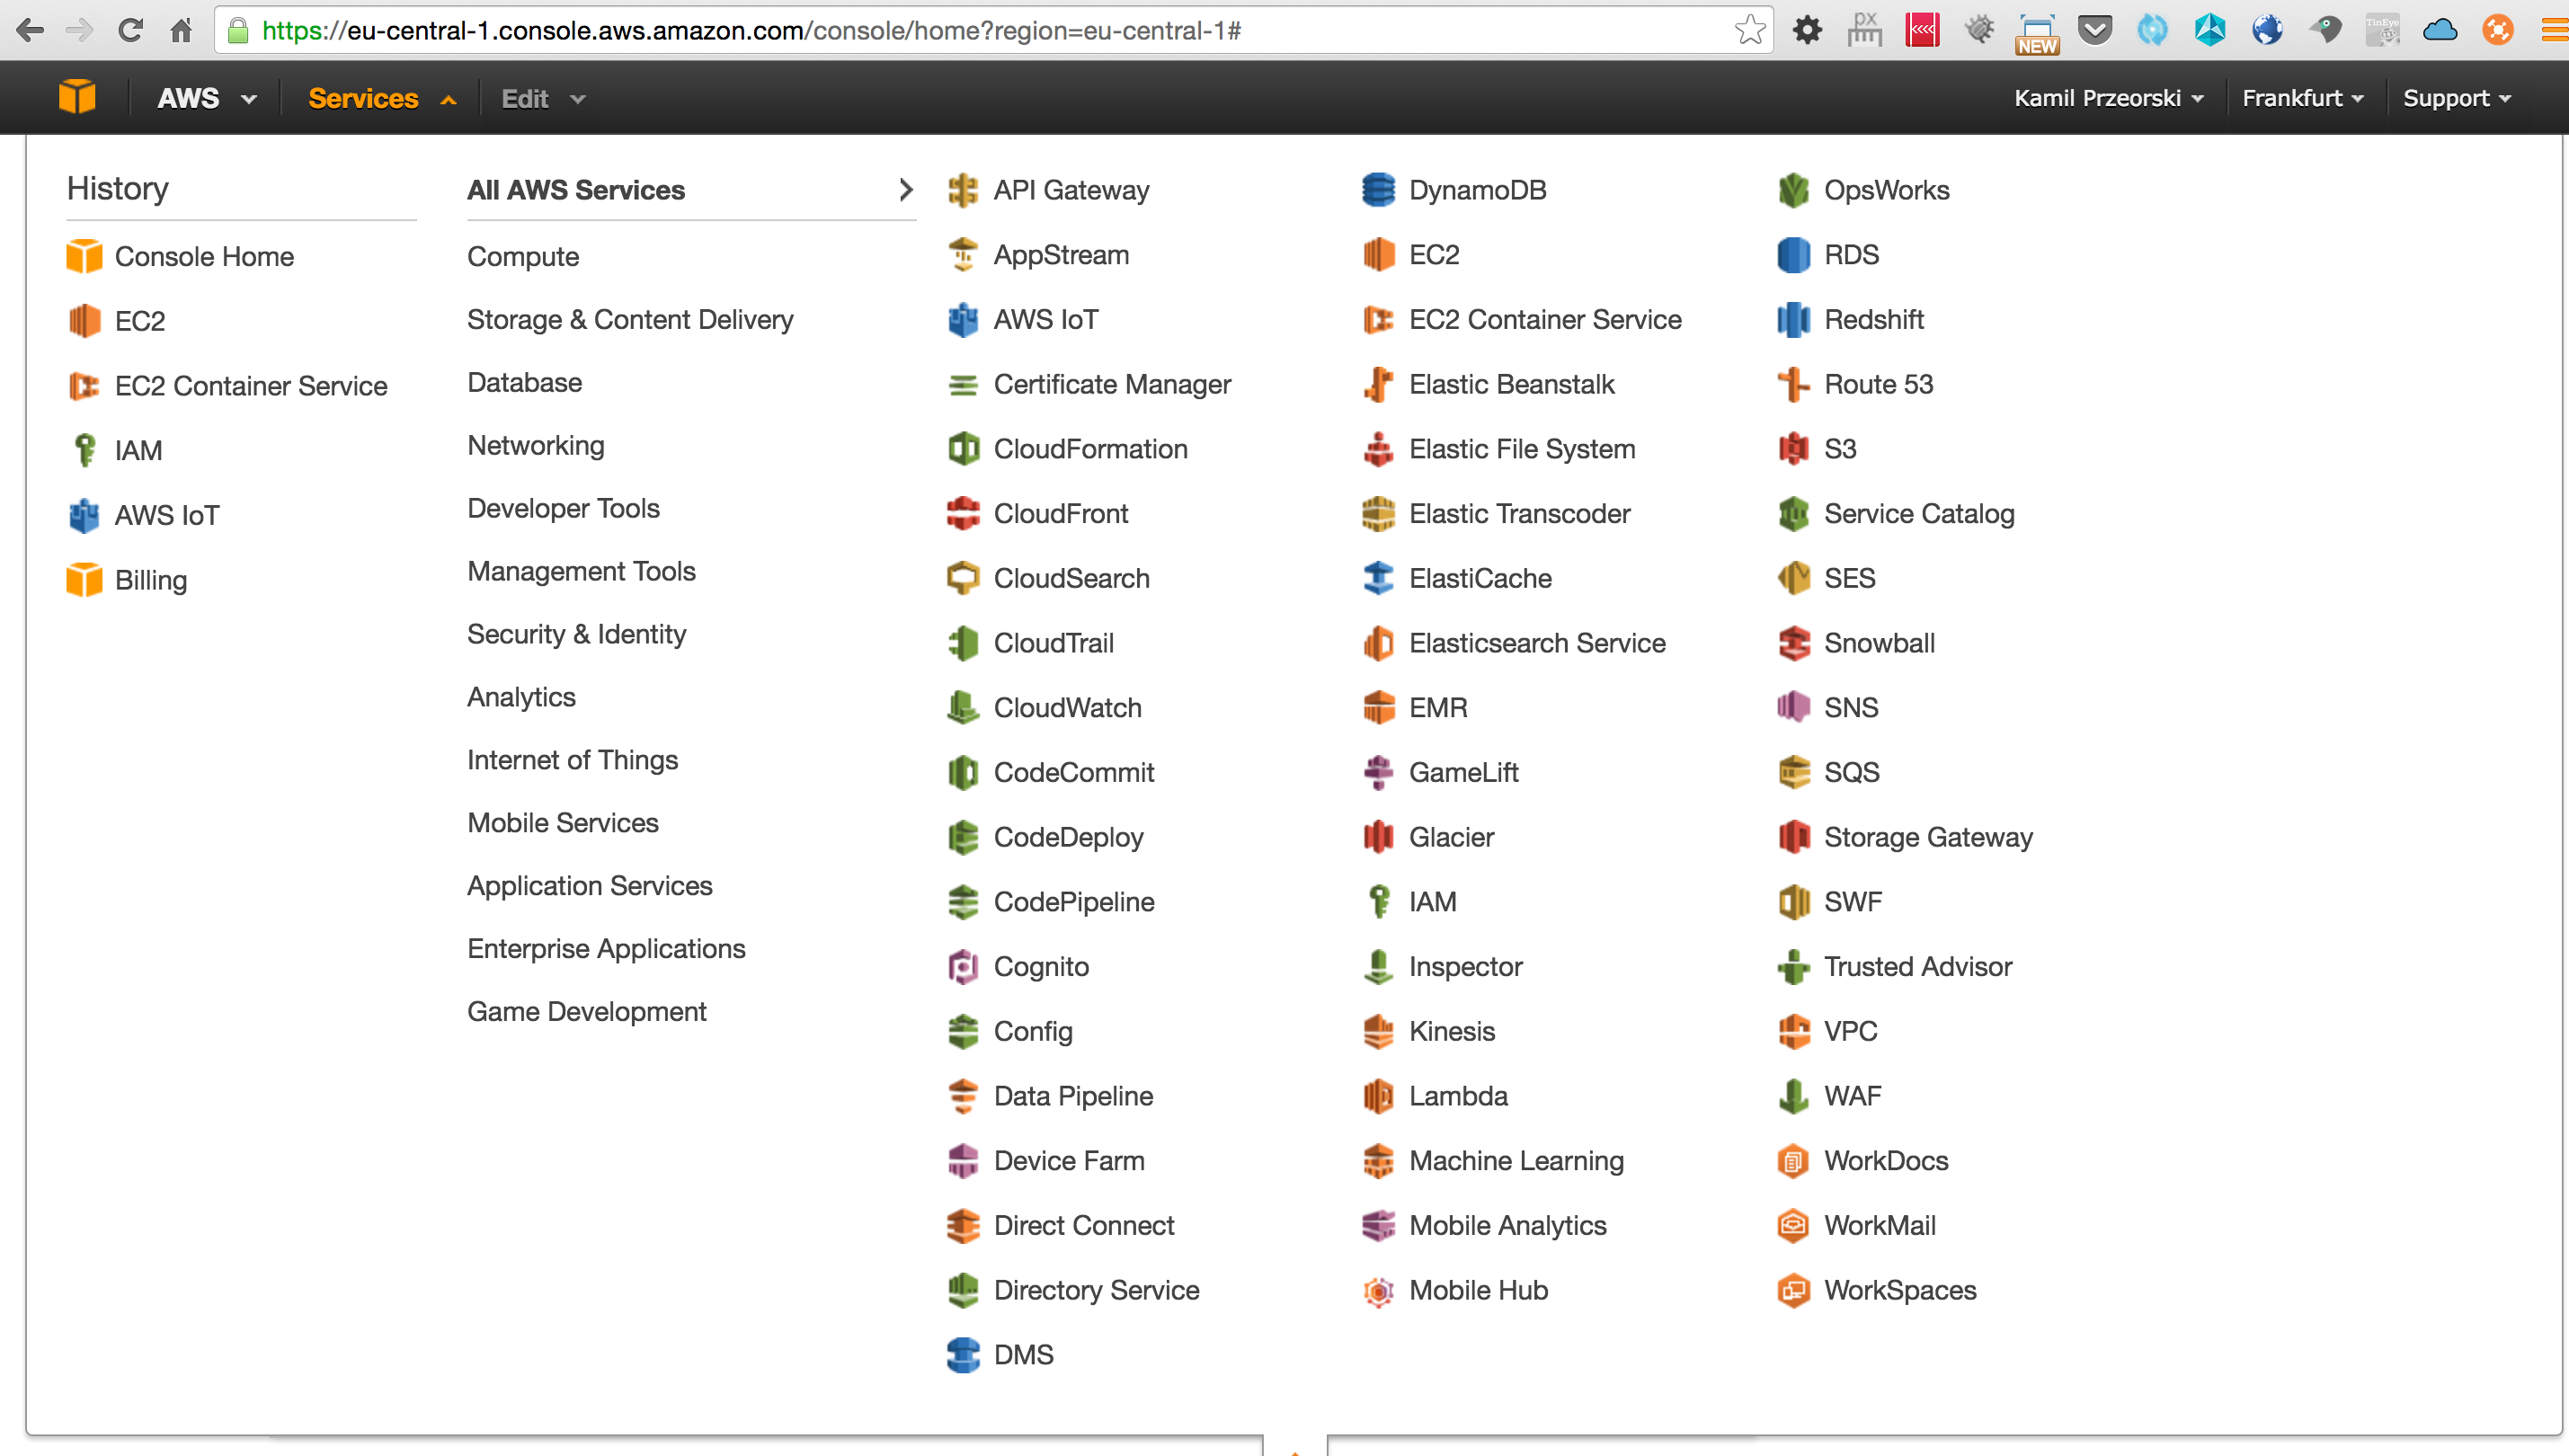 https://eu-central-1.console.aws.amazon.com/console/home?region=eu-central-1#
px
NEW
TinEye
AWS
Services
Edit
Kamil Przeorski
Frankfurt
Support
History
Console Home
EC2
EC2 Container Service
IAM
AWS IoT
Billing
All AWS Services
Compute
Storage & Content Delivery
Database
Networking
Developer Tools
Management Tools
Security & Identity
Analytics
Internet of Things
Mobile Services
Application Services
Enterprise Applications
Game Development
API Gateway
AppStream
AWS IoT
Certificate Manager
CloudFormation
CloudFront
CloudSearch
CloudTrail
CloudWatch
CodeCommit
CodeDeploy
CodePipeline
Cognito
Config
Data Pipeline
Device Farm
Direct Connect
Directory Service
DMS
DynamoDB
EC2
EC2 Container Service
Elastic Beanstalk
Elastic File System
Elastic Transcoder
ElastiCache
Elasticsearch Service
EMR
GameLift
Glacier
IAM
Inspector
Kinesis
Lambda
Machine Learning
Mobile Analytics
Mobile Hub
OpsWorks
RDS
Redshift
Route 53
S3
Service Catalog
SES
Snowball
SNS
SQS
Storage Gateway
SWF
Trusted Advisor
VPC
WAF
WorkDocs
WorkMail
WorkSpaces